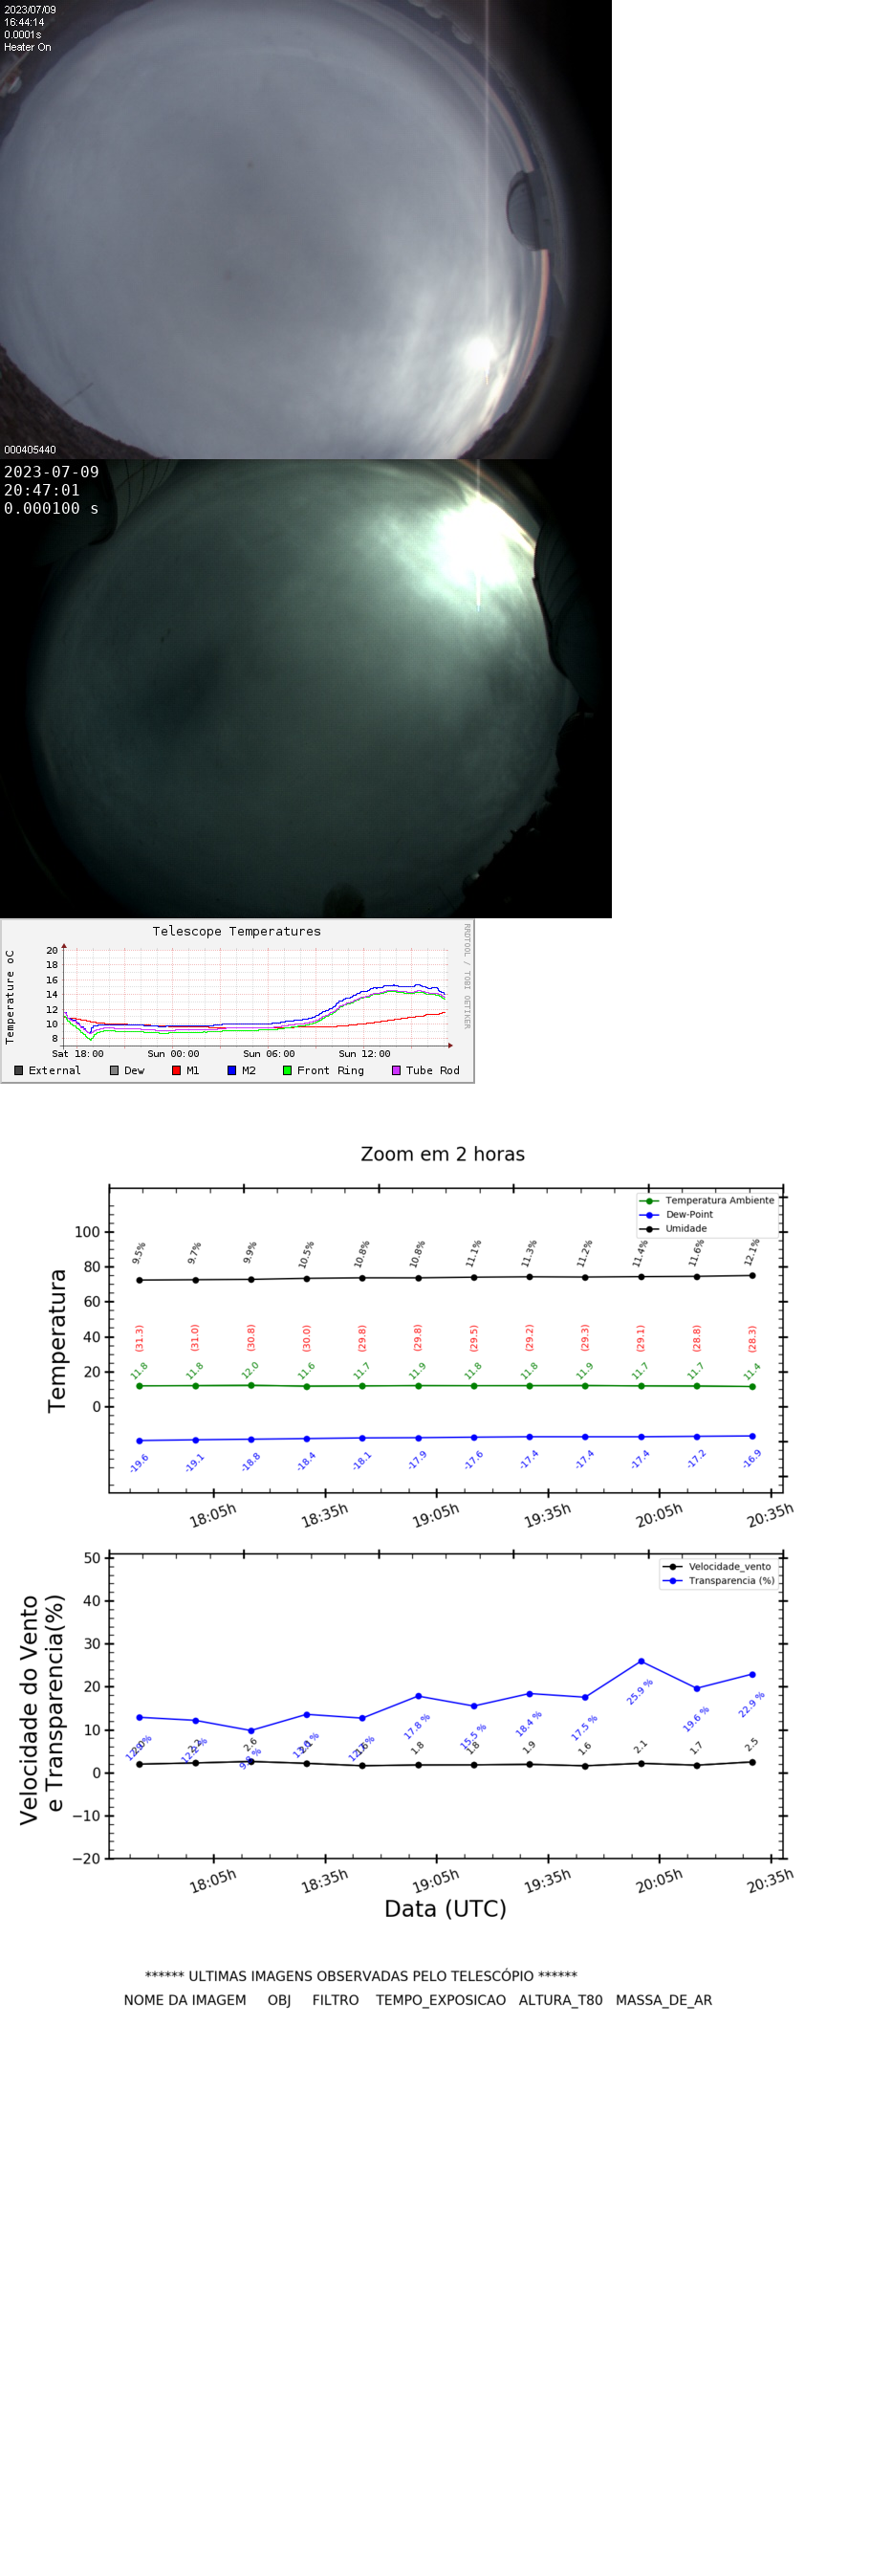 2023/07/09
16:44:14
0.0001s
Heater On
000405440
2023-07-09
20:47:01
0.000100 s
Telescope Temperatures
RRDTOOL / TOBI OETIKER
Temperature oC
20
18
16
14
12
10
8
Sat 18:00 Sun 00:00 Sun 06:00 Sun 12:00
External Dew M1 M2 Front Ring Tube Rod
Zoom em 2 horas
Temperatura Ambiente
Dew-Point
Umidade
Temperatura
100
80
60
40
20
0
9.5% 9.7% 9.9% 10.5% 10.8% 10.8% 11.1% 11.3% 11.2% 11.4% 11.6% 12.1%
(31.3) (31.0) (30.8) (30.0) (29.8) (29.8) (29.5) (29.2) (29.3) (29.1) (28.8) (28.3)
11.8 11.8 12.0 11.6 11.7 11.9 11.8 11.8 11.9 11.7 11.7 11.4
-19.6 -19.1 -18.8 -18.4 -18.1 -17.9 -17.6 -17.4 -17.4 -17.4 -17.2 -16.9
18:05h 18:35h 19:05h 19:35h 20:05h 20:35h
Velocidade_vento
Transparencia (%)
Velocidade do Vento
e Transparencia(%)
50
40
30
20
10
0
−10
−20
17.8 % 15.5 % 18.4 % 17.5 % 25.9 % 19.6 % 22.9 %
2.6 1.8 1.8 1.9 1.6 2.1 1.7 2.5
18:05h 18:35h 19:05h 19:35h 20:05h 20:35h
Data (UTC)
****** ULTIMAS IMAGENS OBSERVADAS PELO TELESCÓPIO ******
NOME DA IMAGEM OBJ FILTRO TEMPO_EXPOSICAO ALTURA_T80 MASSA_DE_AR